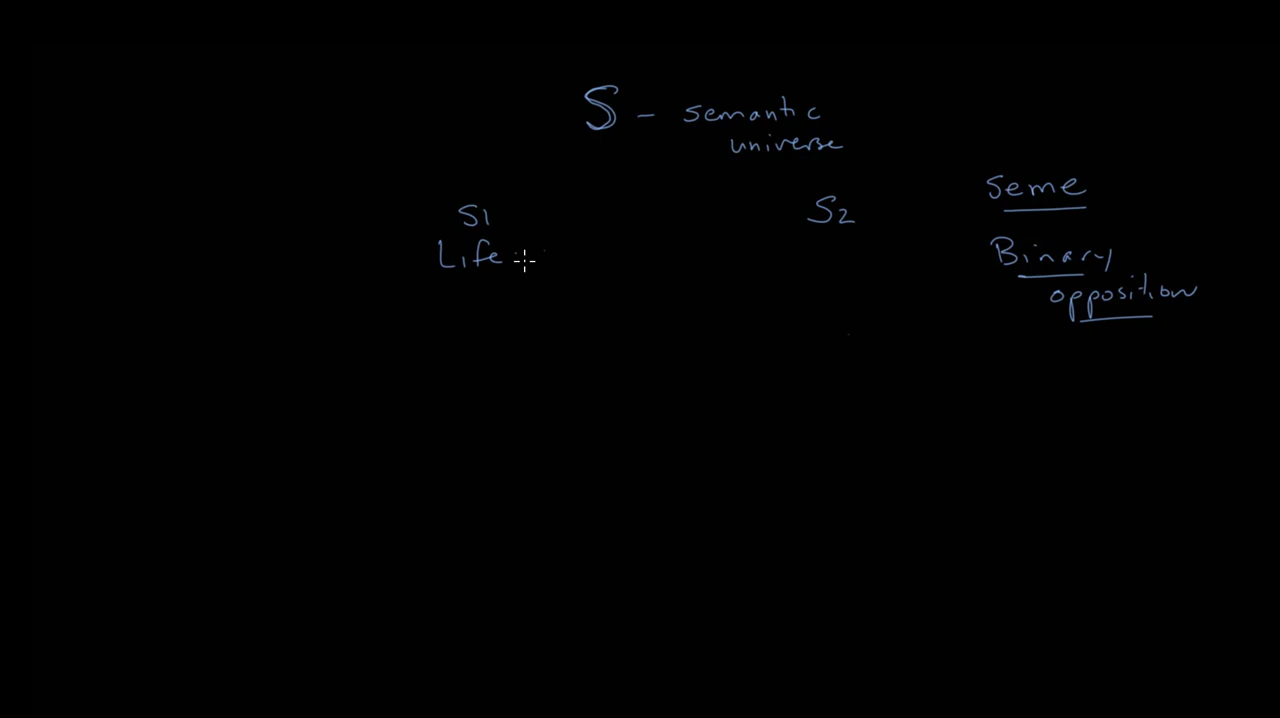 S - semantic
universe
seme
S1
S2
Life
Binary
opposition